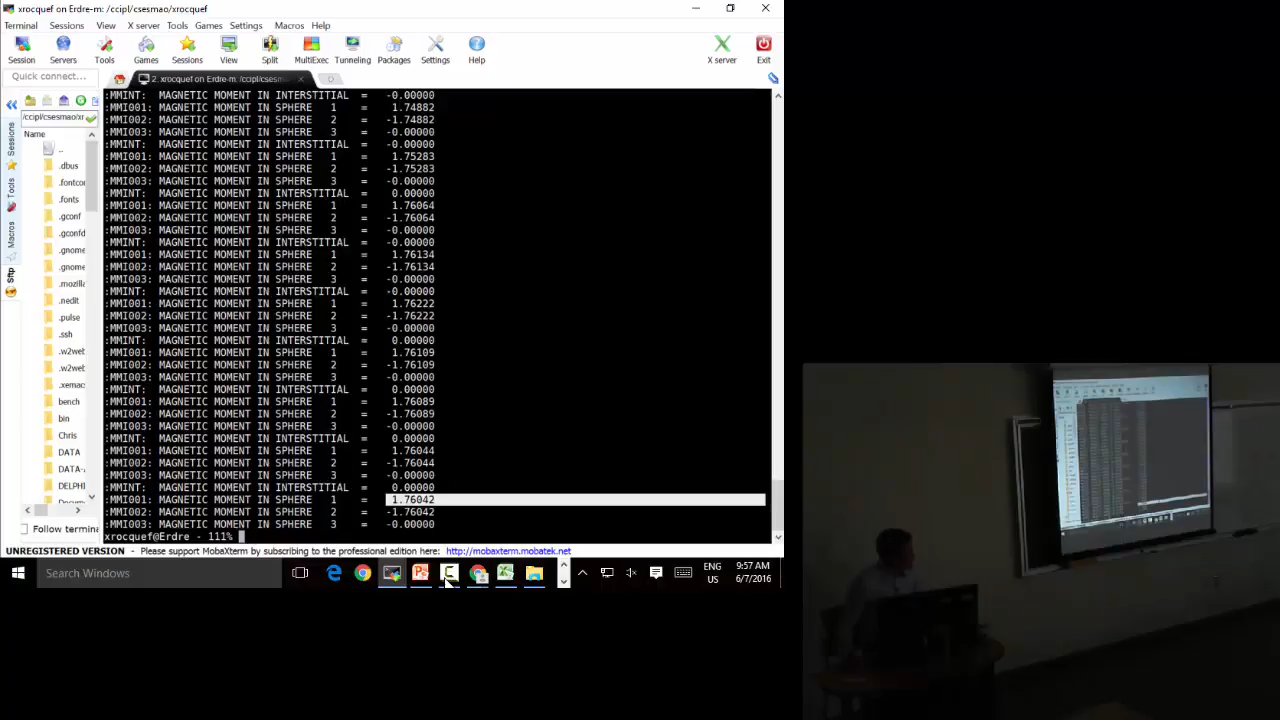 xrocquef on Erdre-m: /ccipl/csesmao/xrocquef
Terminal Sessions View X server Tools Games Settings Macros Help
Session Servers Tools Games Sessions View Split MultiExec Tunneling Packages Settings Help X server Exit
Quick connect...
2. xrocquef on Erdre-m: /ccipl/csesm
/ccipl/csesmao/xr
Name
..
.dbus
.fontcon
.fonts
.gconf
.gconfd
.gnome
.gnome
.mozilla
.nedit
.pulse
.ssh
.w2web
.w2web
.xemac
bench
bin
Chris
DATA
DATA-
DELPHI
Sessions
Tools
Macros
Sftp
Follow termina
:MMINT: MAGNETIC MOMENT IN INTERSTITIAL = -0.00000
:MMI001: MAGNETIC MOMENT IN SPHERE 1 = 1.74882
:MMI002: MAGNETIC MOMENT IN SPHERE 2 = -1.74882
:MMI003: MAGNETIC MOMENT IN SPHERE 3 = -0.00000
:MMINT: MAGNETIC MOMENT IN INTERSTITIAL = -0.00000
:MMI001: MAGNETIC MOMENT IN SPHERE 1 = 1.75283
:MMI002: MAGNETIC MOMENT IN SPHERE 2 = -1.75283
:MMI003: MAGNETIC MOMENT IN SPHERE 3 = -0.00000
:MMINT: MAGNETIC MOMENT IN INTERSTITIAL = 0.00000
:MMI001: MAGNETIC MOMENT IN SPHERE 1 = 1.76064
:MMI002: MAGNETIC MOMENT IN SPHERE 2 = -1.76064
:MMI003: MAGNETIC MOMENT IN SPHERE 3 = -0.00000
:MMINT: MAGNETIC MOMENT IN INTERSTITIAL = -0.00000
:MMI001: MAGNETIC MOMENT IN SPHERE 1 = 1.76134
:MMI002: MAGNETIC MOMENT IN SPHERE 2 = -1.76134
:MMI003: MAGNETIC MOMENT IN SPHERE 3 = -0.00000
:MMINT: MAGNETIC MOMENT IN INTERSTITIAL = -0.00000
:MMI001: MAGNETIC MOMENT IN SPHERE 1 = 1.76222
:MMI002: MAGNETIC MOMENT IN SPHERE 2 = -1.76222
:MMI003: MAGNETIC MOMENT IN SPHERE 3 = -0.00000
:MMINT: MAGNETIC MOMENT IN INTERSTITIAL = 0.00000
:MMI001: MAGNETIC MOMENT IN SPHERE 1 = 1.76109
:MMI002: MAGNETIC MOMENT IN SPHERE 2 = -1.76109
:MMI003: MAGNETIC MOMENT IN SPHERE 3 = -0.00000
:MMINT: MAGNETIC MOMENT IN INTERSTITIAL = 0.00000
:MMI001: MAGNETIC MOMENT IN SPHERE 1 = 1.76089
:MMI002: MAGNETIC MOMENT IN SPHERE 2 = -1.76089
:MMI003: MAGNETIC MOMENT IN SPHERE 3 = -0.00000
:MMINT: MAGNETIC MOMENT IN INTERSTITIAL = 0.00000
:MMI001: MAGNETIC MOMENT IN SPHERE 1 = 1.76044
:MMI002: MAGNETIC MOMENT IN SPHERE 2 = -1.76044
:MMI003: MAGNETIC MOMENT IN SPHERE 3 = -0.00000
:MMINT: MAGNETIC MOMENT IN INTERSTITIAL = 0.00000
:MMI001: MAGNETIC MOMENT IN SPHERE 1 = 1.76042
:MMI002: MAGNETIC MOMENT IN SPHERE 2 = -1.76042
:MMI003: MAGNETIC MOMENT IN SPHERE 3 = -0.00000
xrocquef@Erdre - 111%
UNREGISTERED VERSION - Please support MobaXterm by subscribing to the professional edition here: http://mobaxterm.mobatek.net
Search Windows
ENG 9:57 AM
US 6/7/2016